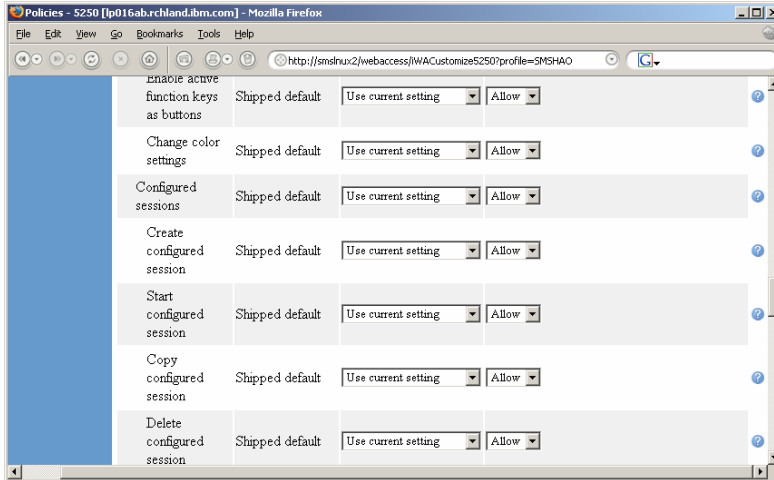 Policies - 5250 [lp016ab.rchland.ibm.com] - Mozilla Firefox
File Edit View Go Bookmarks Tools Help
http://smslnux2/webaccess/iWACustomize5250?profile=SMSHAO
G
Enable active
function keys
as buttons
Shipped default
Use current setting
Allow
?
Change color
settings
Shipped default
Use current setting
Allow
?
Configured
sessions
Shipped default
Use current setting
Allow
?
Create
configured
session
Shipped default
Use current setting
Allow
?
Start
configured
session
Shipped default
Use current setting
Allow
?
Copy
configured
session
Shipped default
Use current setting
Allow
?
Delete
configured
session
Shipped default
Use current setting
Allow
?